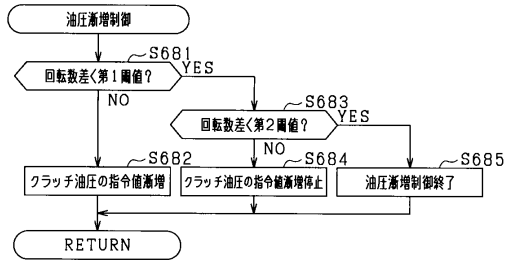 油圧漸増制御
S681
回転数差<第1閾値?
YES
NO
S683
回転数差<第2閾値?
YES
NO
S682
S684
S685
クラッチ油圧の指令値漸増
クラッチ油圧の指令値漸増停止
油圧漸増制御終了
RETURN